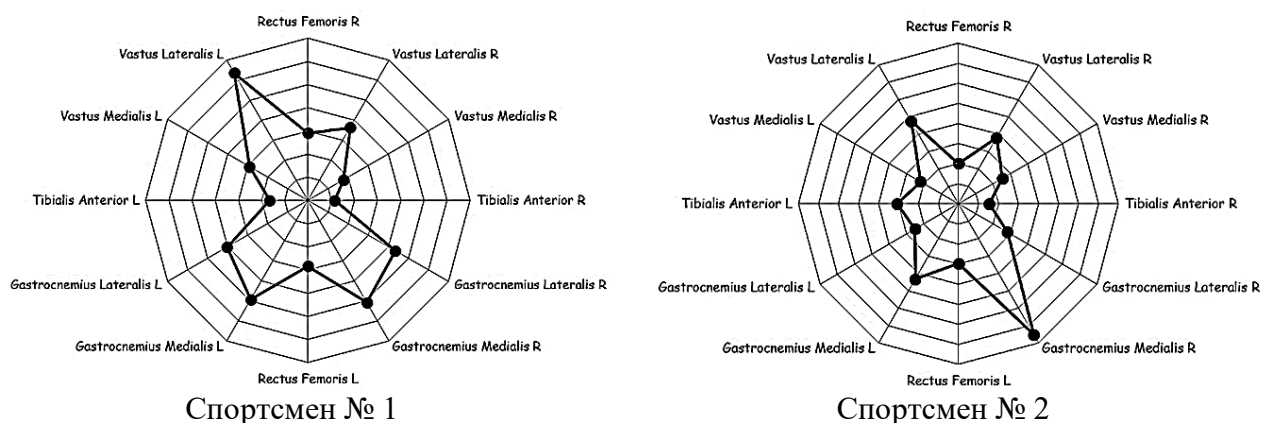 Rectus Femoris R
Vastus Lateralis R
Vastus Medialis R
Tibialis Anterior R
Gastrocnemius Lateralis R
Gastrocnemius Medialis R
Rectus Femoris L
Gastrocnemius Medialis L
Gastrocnemius Lateralis L
Tibialis Anterior L
Vastus Medialis L
Vastus Lateralis L
Спортсмен № 1
Rectus Femoris R
Vastus Lateralis R
Vastus Medialis R
Tibialis Anterior R
Gastrocnemius Lateralis R
Gastrocnemius Medialis R
Rectus Femoris L
Gastrocnemius Medialis L
Gastrocnemius Lateralis L
Tibialis Anterior L
Vastus Medialis L
Vastus Lateralis L
Спортсмен № 2